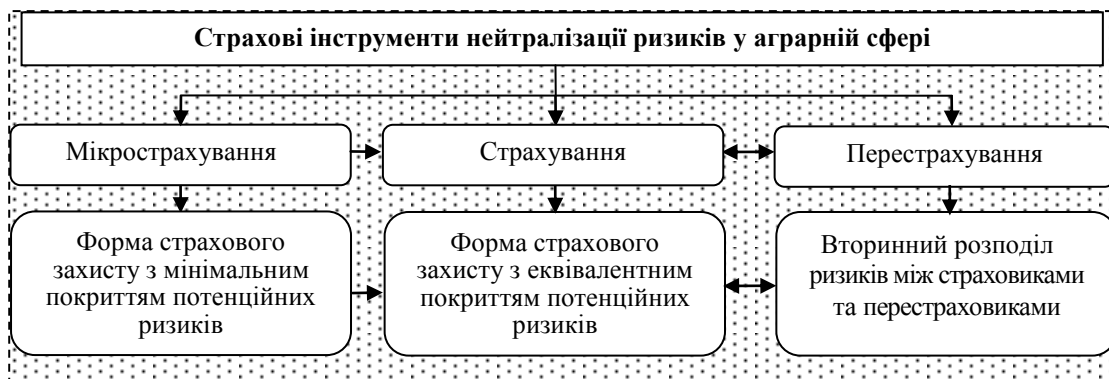 Страхові інструменти нейтралізації ризиків у аграрній сфері
Мікрострахування
Страхування
Перестрахування
Форма страхового
захисту з мінімальним
покриттям потенційних
ризиків
Форма страхового
захисту з еквівалентним
покриттям потенційних
ризиків
Вторинний розподіл
ризиків між страховиками
та перестраховиками